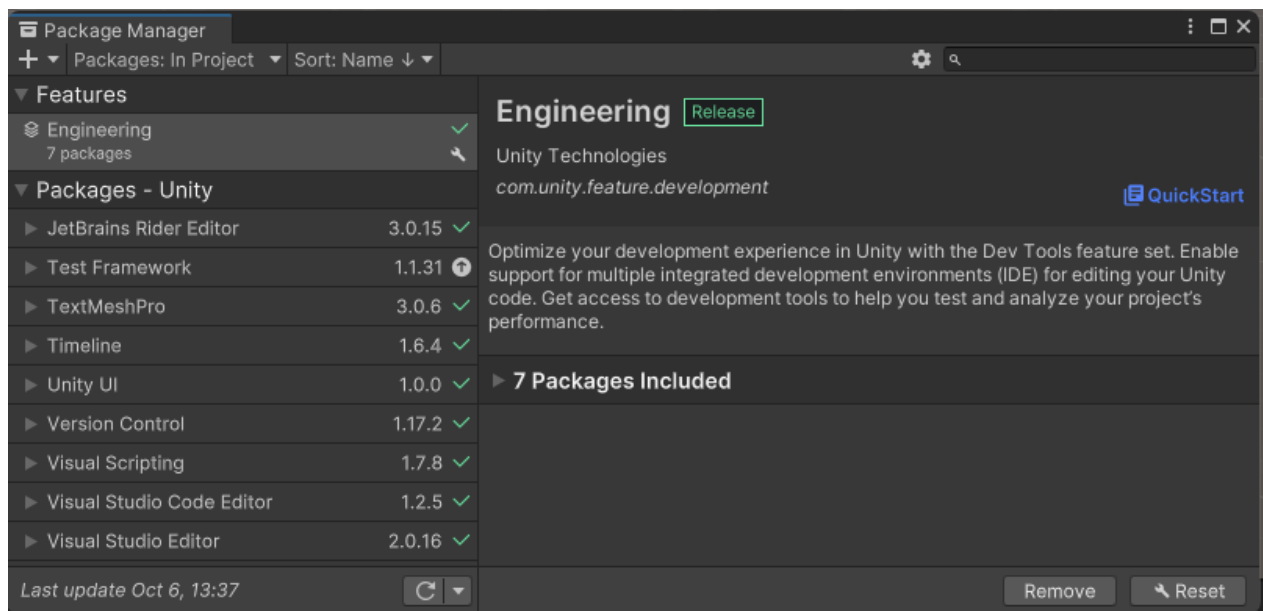 Package Manager
Packages: In Project Sort: Name ↓
Features
Engineering
7 packages
Packages - Unity
JetBrains Rider Editor 3.0.15
Test Framework 1.1.31
TextMeshPro 3.0.6
Timeline 1.6.4
Unity UI 1.0.0
Version Control 1.17.2
Visual Scripting 1.7.8
Visual Studio Code Editor 1.2.5
Visual Studio Editor 2.0.16
Last update Oct 6, 13:37
Engineering Release
Unity Technologies
com.unity.feature.development
QuickStart
Optimize your development experience in Unity with the Dev Tools feature set. Enable
support for multiple integrated development environments (IDE) for editing your Unity
code. Get access to development tools to help you test and analyze your project's
performance.
7 Packages Included
Remove Reset